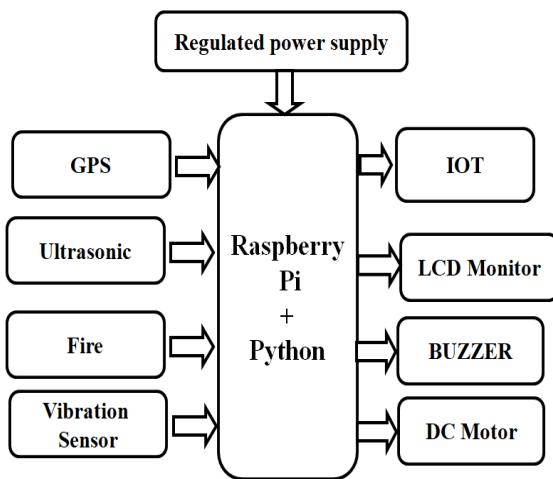 Regulated power supply
GPS
Ultrasonic
Fire
Vibration
Sensor
Raspberry
Pi
+
Python
IOT
LCD Monitor
BUZZER
DC Motor